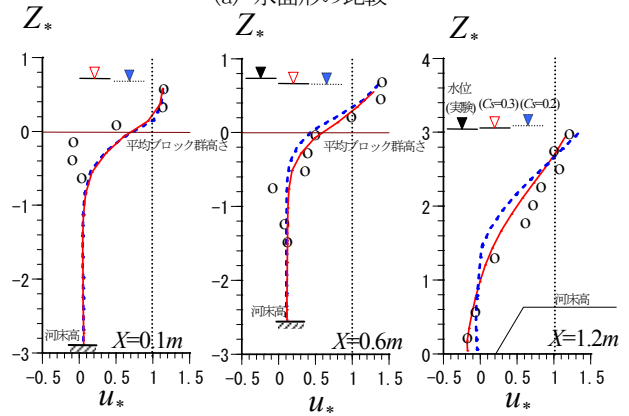 (a) 水面形の比較
Z*
Z*
Z*
1
0
-1
-2
-3
平均ブロック群高さ
河床高
X=0.1m
-0.5 0 0.5 1 1.5
u*
1
0
-1
-2
-3
平均ブロック群高さ
河床高
X=0.6m
-0.5 0 0.5 1 1.5
u*
4
3
2
1
0
水位
(実験) (Cs=0.3) (Cs=0.2)
河床高
X=1.2m
-0.5 0 0.5 1 1.5
u*